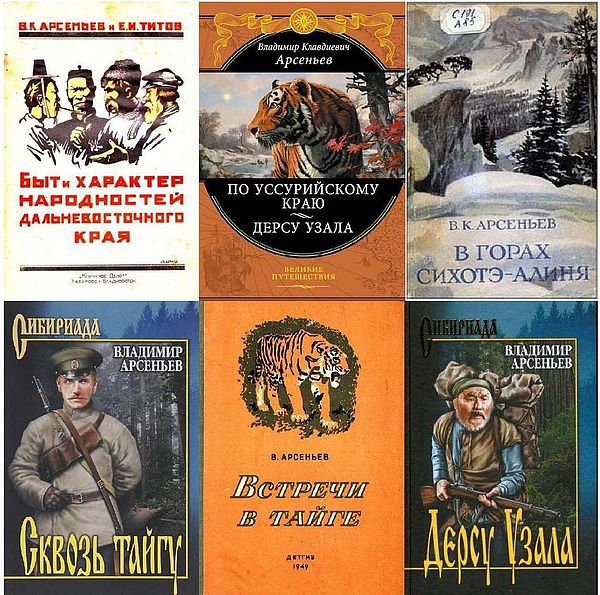 В.К. АРСЕНЬЕВ и Е.И. ТИТОВ
БЫТ и ХАРАКТЕР
НАРОДНОСТЕЙ
ДАЛЬНЕВОСТОЧНОГО
КРАЯ
„Книжное Дело“
Хабаровск-Владивосток
Владимир Клавдиевич
Арсеньев
ПО УССУРИЙСКОМУ
КРАЮ
ДЕРСУ УЗАЛА
ВЕЛИКИЕ
ПУТЕШЕСТВИЯ
С191
А85
В.К. АРСЕНЬЕВ
В ГОРАХ
СИХОТЭ-АЛИНЯ
СИБИРИАДА
ВЛАДИМИР
АРСЕНЬЕВ
Сквозь тайгу
В. АРСЕНЬЕВ
ВСТРЕЧИ
В ТАЙГЕ
ДЕТГИЗ
1949
СИБИРИАДА
ВЛАДИМИР
АРСЕНЬЕВ
Дерсу Узала